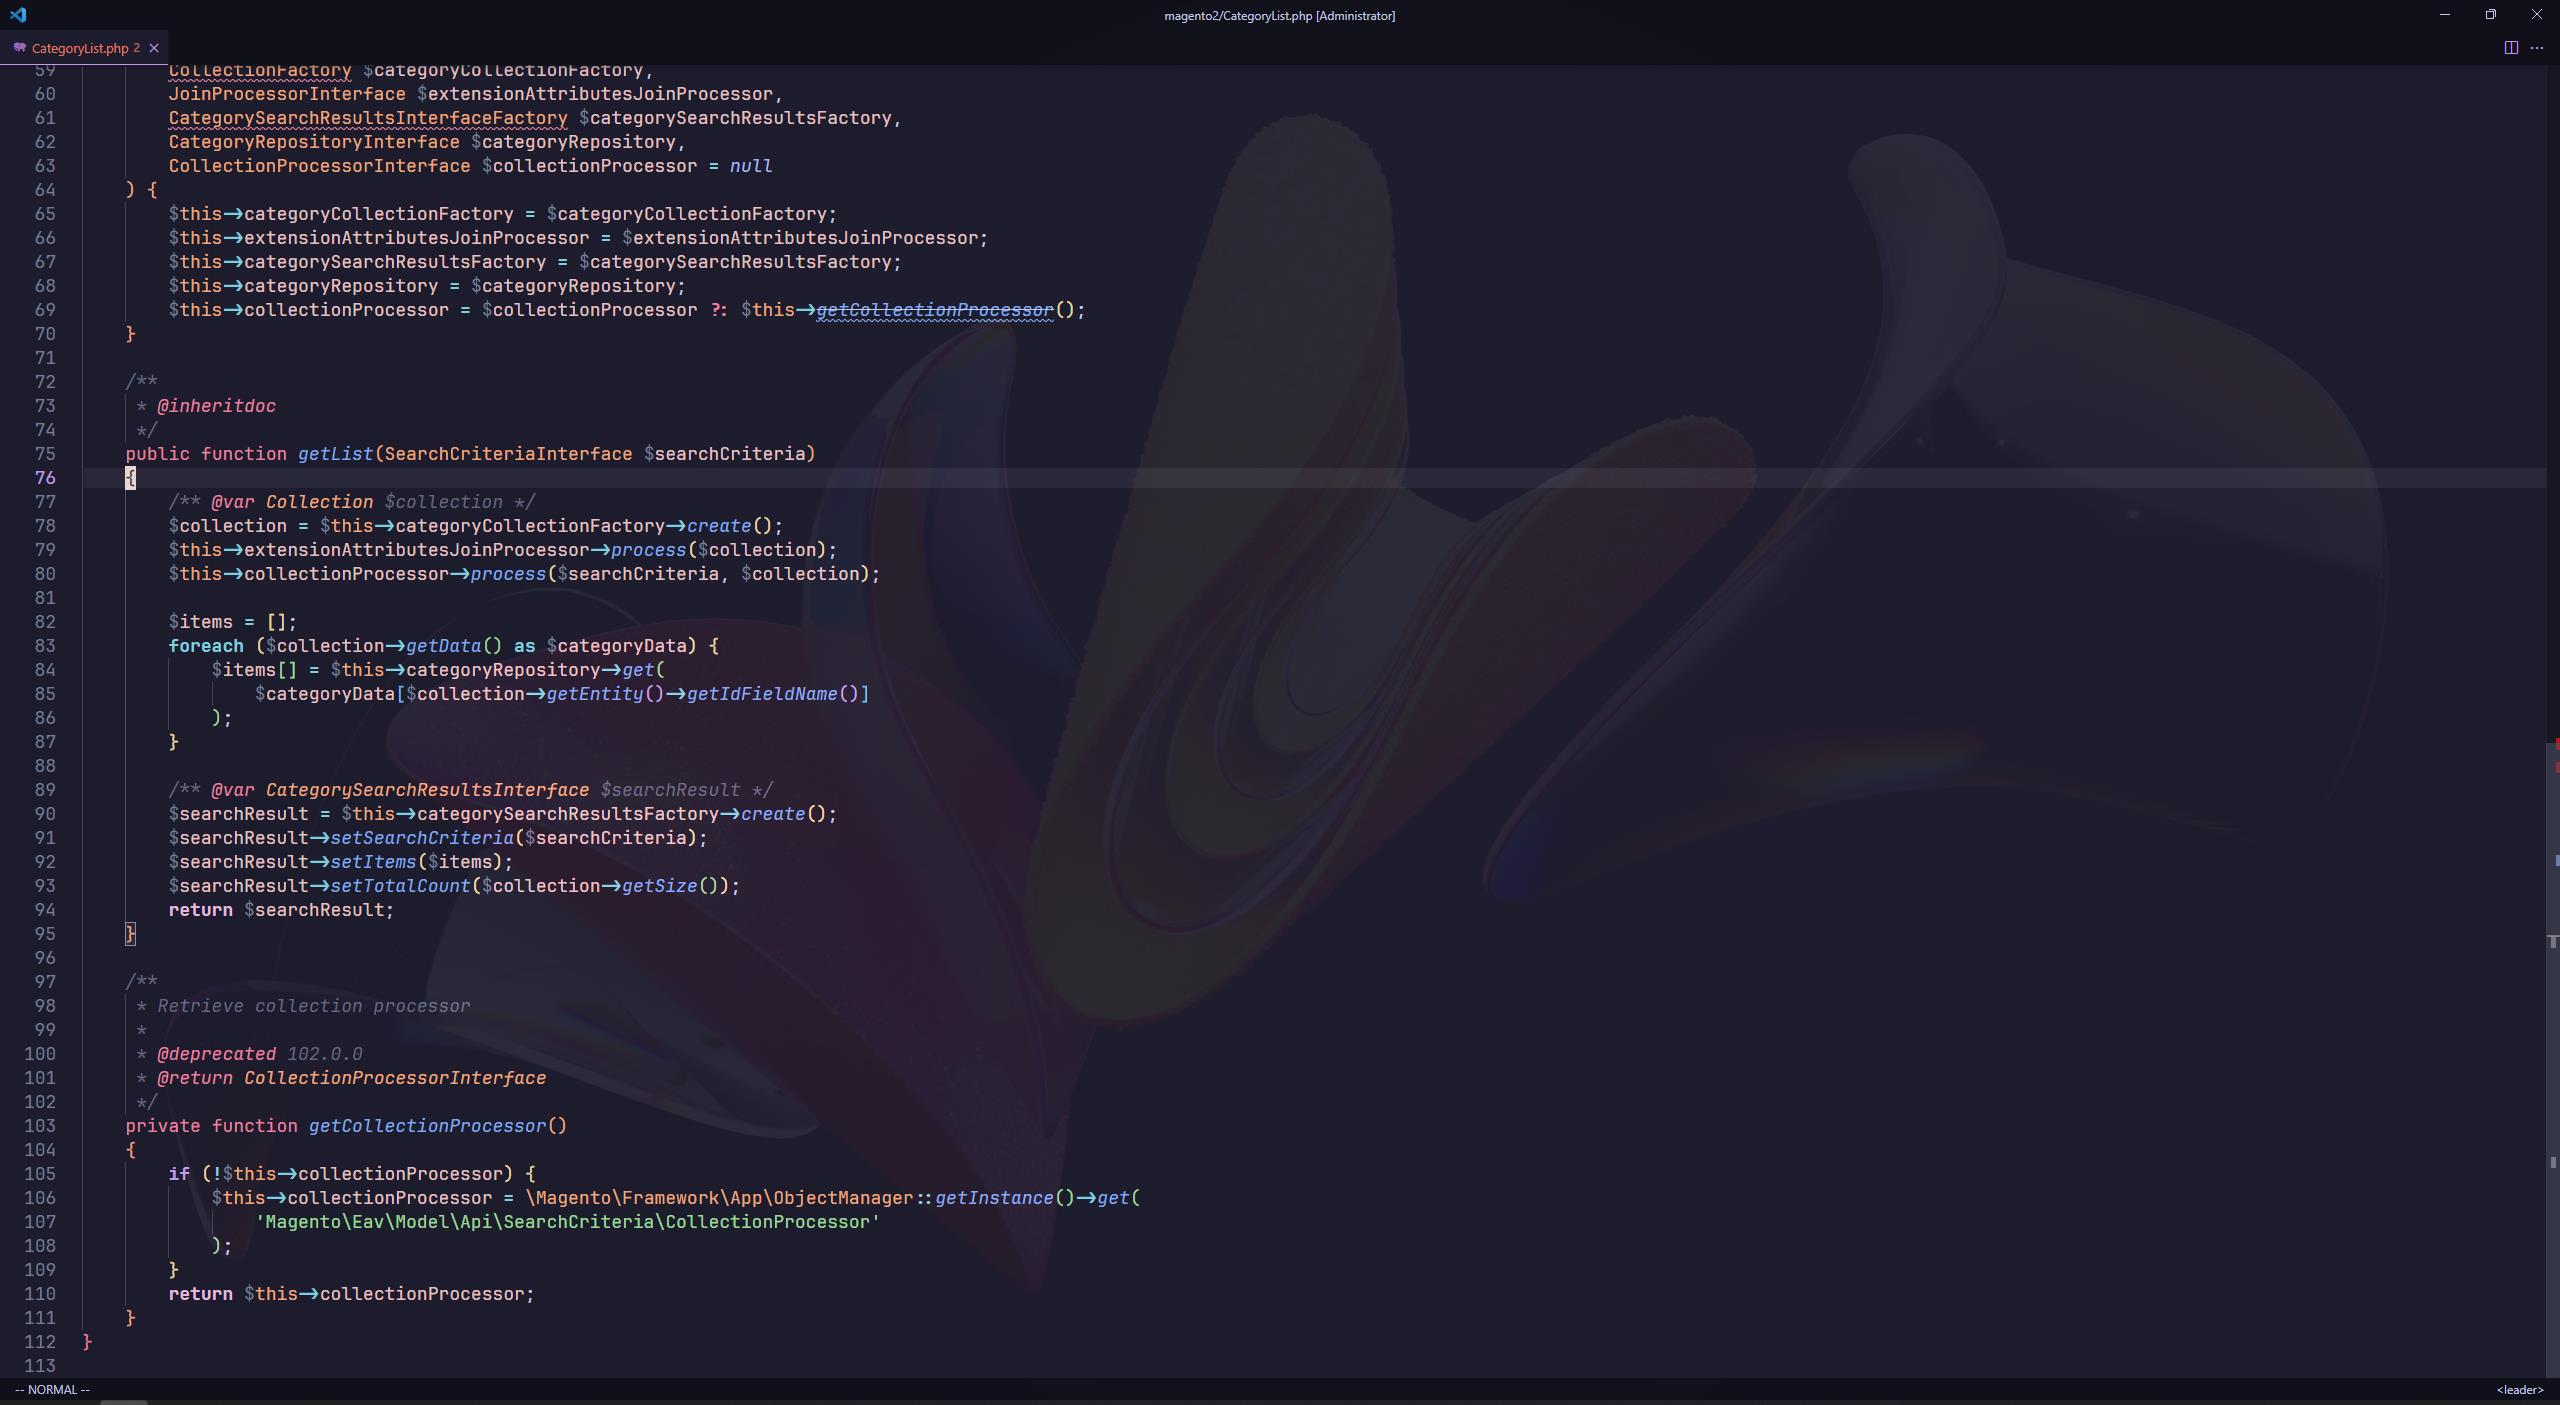 magento2/CategoryList.php [Administrator]
CategoryList.php 2
59 CollectionFactory $categoryCollectionFactory,
60 JoinProcessorInterface $extensionAttributesJoinProcessor,
61 CategorySearchResultsInterfaceFactory $categorySearchResultsFactory,
62 CategoryRepositoryInterface $categoryRepository,
63 CollectionProcessorInterface $collectionProcessor = null
64 ) {
65 $this->categoryCollectionFactory = $categoryCollectionFactory;
66 $this->extensionAttributesJoinProcessor = $extensionAttributesJoinProcessor;
67 $this->categorySearchResultsFactory = $categorySearchResultsFactory;
68 $this->categoryRepository = $categoryRepository;
69 $this->collectionProcessor = $collectionProcessor ?: $this->getCollectionProcessor();
70 }
71
72 /**
73 * @inheritdoc
74 */
75 public function getList(SearchCriteriaInterface $searchCriteria)
76 {
77 /** @var Collection $collection */
78 $collection = $this->categoryCollectionFactory->create();
79 $this->extensionAttributesJoinProcessor->process($collection);
80 $this->collectionProcessor->process($searchCriteria, $collection);
81
82 $items = [];
83 foreach ($collection->getData() as $categoryData) {
84 $items[] = $this->categoryRepository->get(
85 $categoryData[$collection->getEntity()->getIdFieldName()]
86 );
87 }
88
89 /** @var CategorySearchResultsInterface $searchResult */
90 $searchResult = $this->categorySearchResultsFactory->create();
91 $searchResult->setSearchCriteria($searchCriteria);
92 $searchResult->setItems($items);
93 $searchResult->setTotalCount($collection->getSize());
94 return $searchResult;
95 }
96
97 /**
98 * Retrieve collection processor
99 *
100 * @deprecated 102.0.0
101 * @return CollectionProcessorInterface
102 */
103 private function getCollectionProcessor()
104 {
105 if (!$this->collectionProcessor) {
106 $this->collectionProcessor = \Magento\Framework\App\ObjectManager::getInstance()->get(
107 'Magento\Eav\Model\Api\SearchCriteria\CollectionProcessor'
108 );
109 }
110 return $this->collectionProcessor;
111 }
112 }
113
-- NORMAL --
<leader>